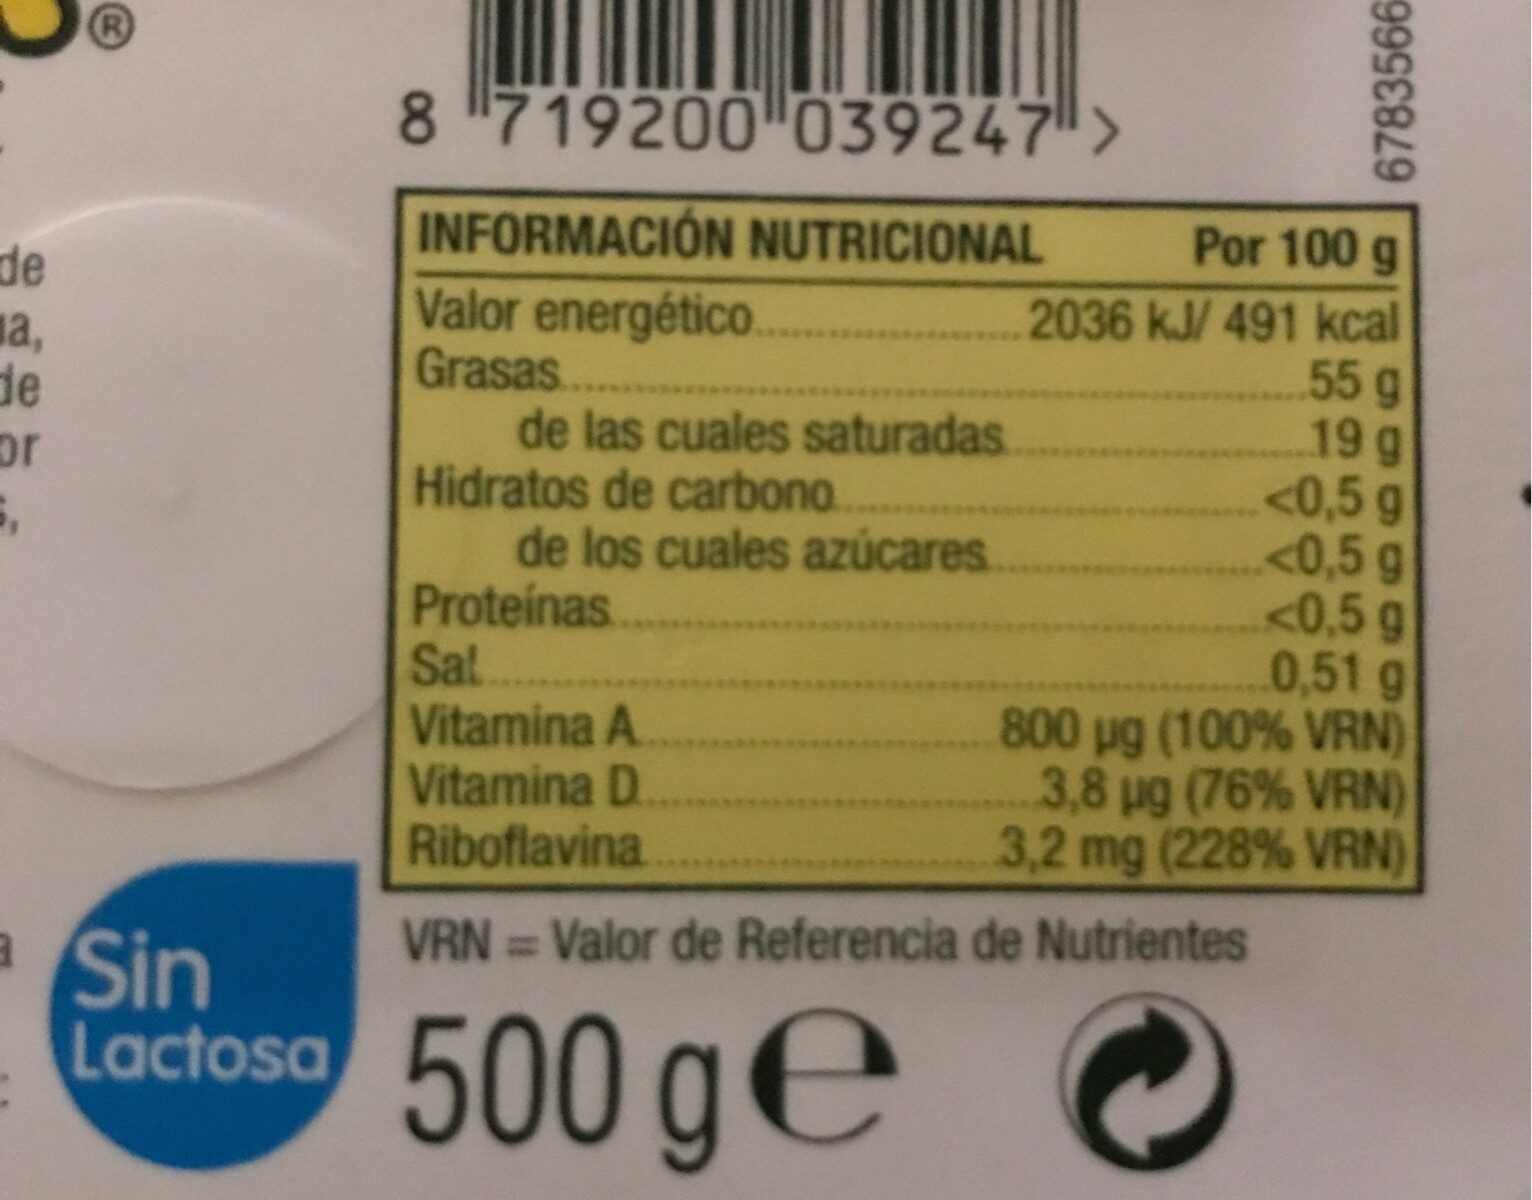 ®
8 719200 039247 >
6783566
INFORMACIÓN NUTRICIONAL Por 100 g
Valor energético 2036 kJ/ 491 kcal
Grasas 55 g
de las cuales saturadas 19 g
Hidratos de carbono <0,5 g
de los cuales azúcares <0,5 g
Proteínas <0,5 g
Sal 0,51 g
Vitamina A 800 µg (100% VRN)
Vitamina D 3,8 µg (76% VRN)
Riboflavina 3,2 mg (228% VRN)
VRN = Valor de Referencia de Nutrientes
500 g e
de
de
Sin
Lactosa